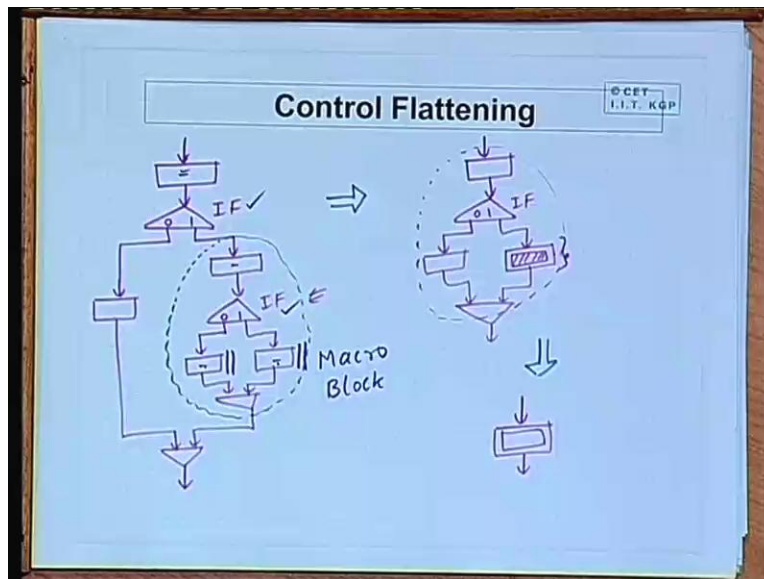 Control Flattening
© CET
I.I.T. KGP
IF ✓
0 1
IF ✓ ∈
0 1
Macro
Block
IF
0 1